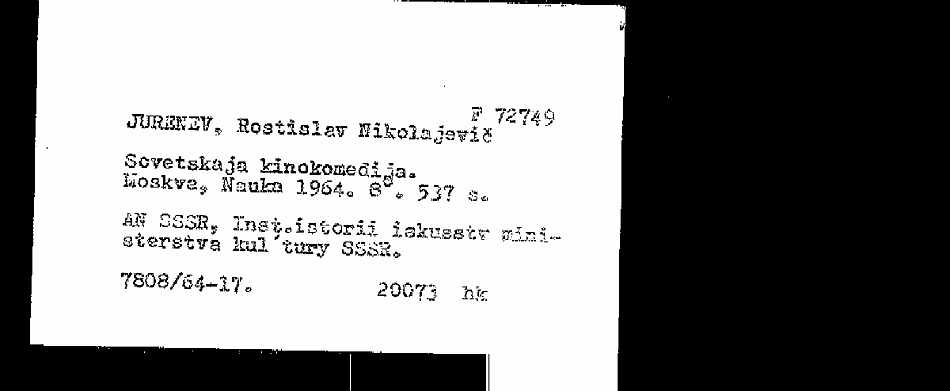 F 72749
JURENEV, Rostislav Nikolajevič
Sovetskaja kinokomedija.
Moskva, Nauka 1964. 8°. 537 s.
AN SSSR, Inst.istorii iskusstv mini-
sterstva kul´tury SSSR.
7808/64-17.
20073 hk